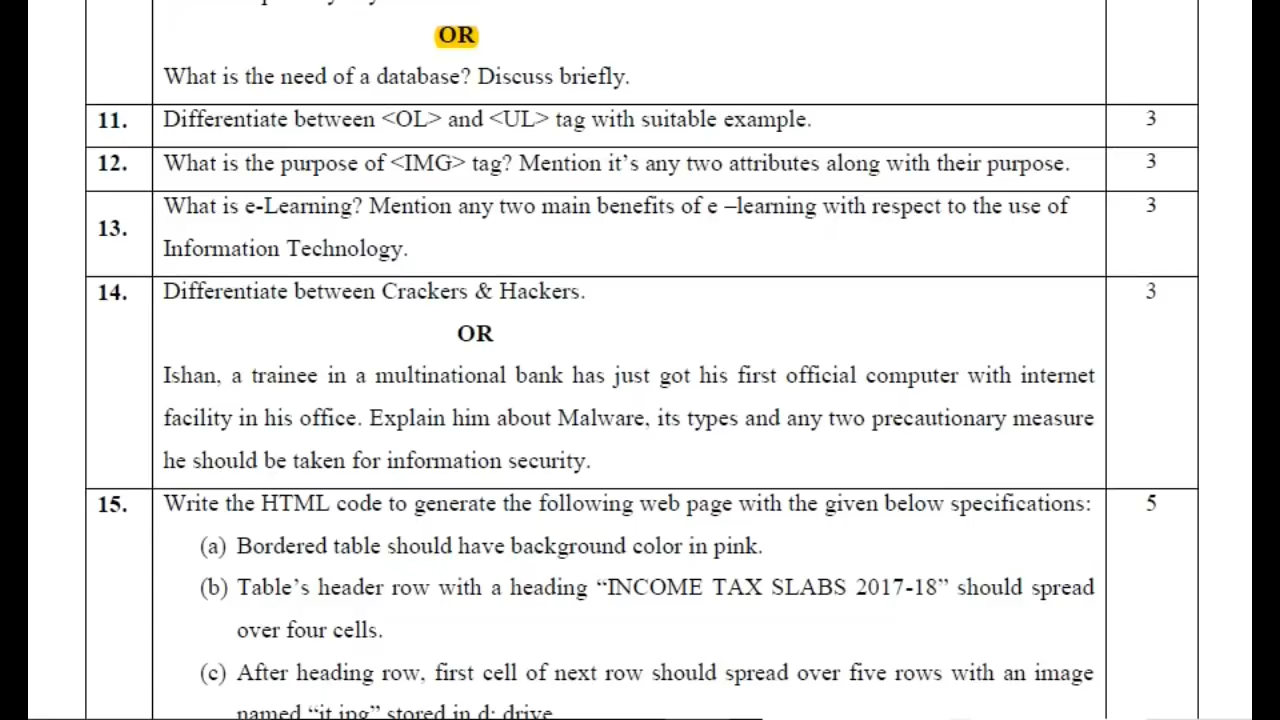 OR
What is the need of a database? Discuss briefly.
11. Differentiate between <OL> and <UL> tag with suitable example. 3
12. What is the purpose of <IMG> tag? Mention it's any two attributes along with their purpose. 3
What is e-Learning? Mention any two main benefits of e –learning with respect to the use of 3
13.
Information Technology.
14. Differentiate between Crackers & Hackers. 3
OR
Ishan, a trainee in a multinational bank has just got his first official computer with internet
facility in his office. Explain him about Malware, its types and any two precautionary measure
he should be taken for information security.
15. Write the HTML code to generate the following web page with the given below specifications: 5
(a) Bordered table should have background color in pink.
(b) Table's header row with a heading “INCOME TAX SLABS 2017-18” should spread
over four cells.
(c) After heading row, first cell of next row should spread over five rows with an image
named “it.jpg” stored in d: drive